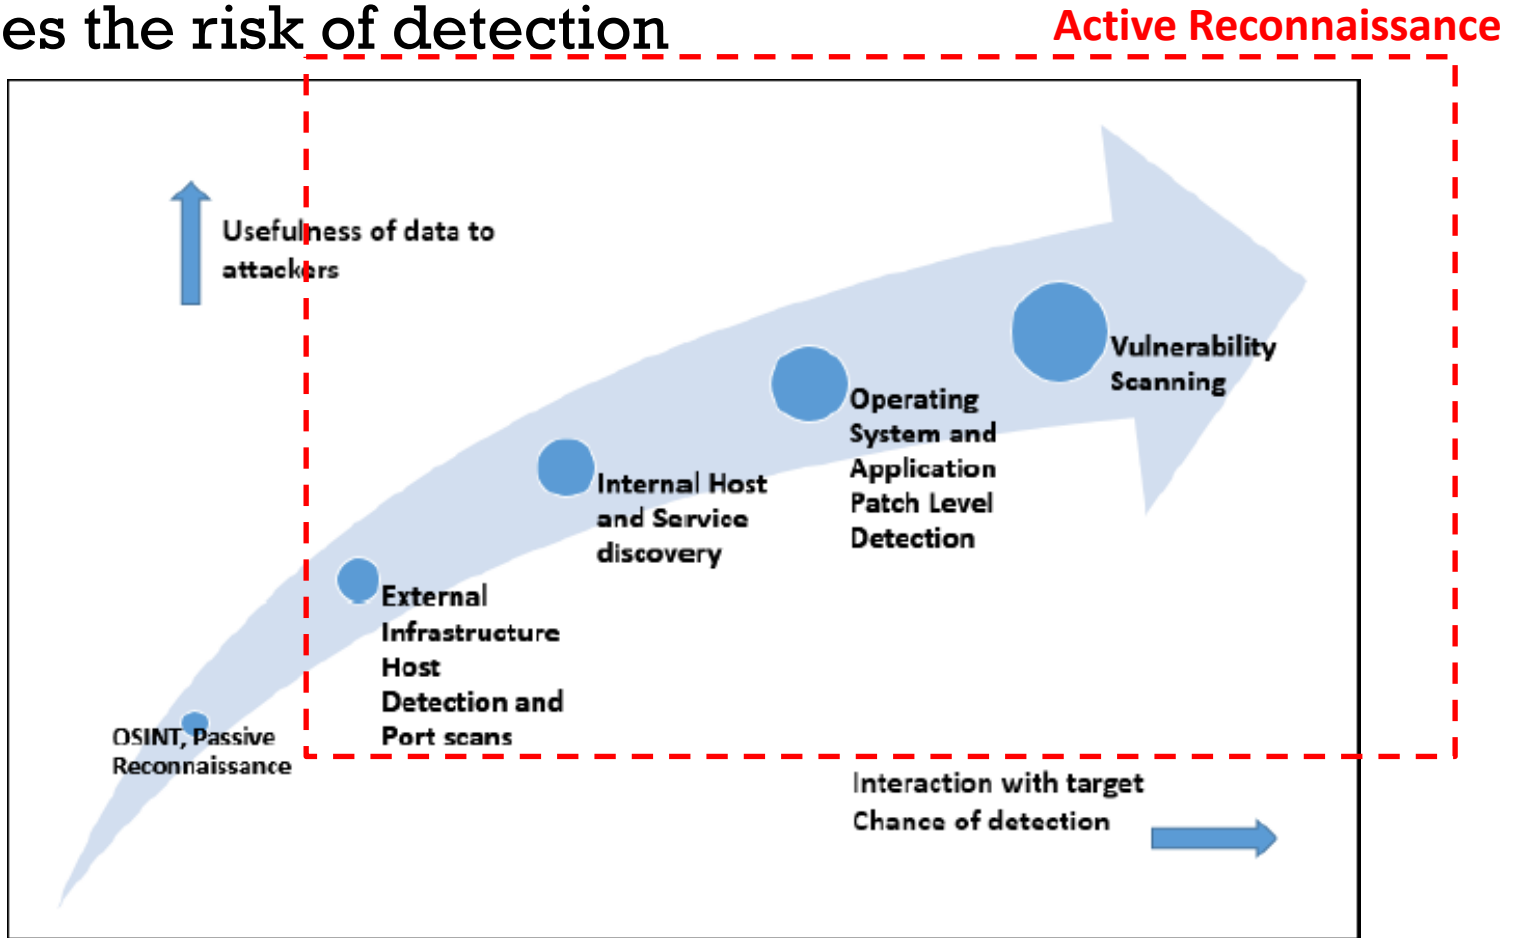 es the risk of detection
Active Reconnaissance
Usefulness of data to
attackers
Vulnerability
Scanning
Operating
System and
Application
Patch Level
Detection
Internal Host
and Service
discovery
External
Infrastructure
Host
Detection and
Port scans
OSINT, Passive
Reconnaissance
Interaction with target
Chance of detection